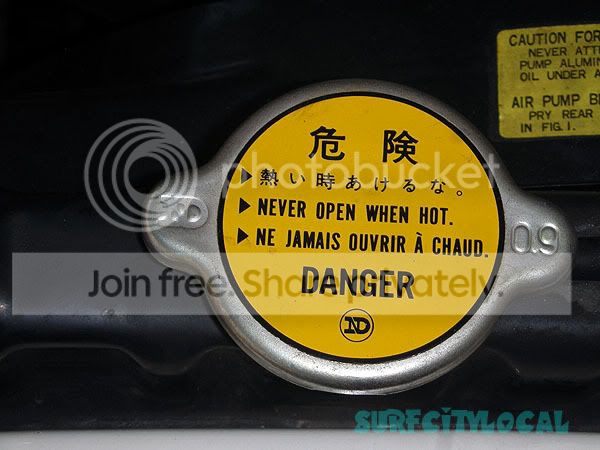 危険
▶熱い時あけるな。
▶NEVER OPEN WHEN HOT.
▶NE JAMAIS OUVRIR À CHAUD.
DANGER
ND
ND
0.9
CAUTION FOR
NEVER ATT
PUMP ALUMIN
OIL UNDER A
AIR PUMP BE
PRY REAR
IN FIG.1.
photobucket
Join free. Share privately.
SURFCITYLOCAL